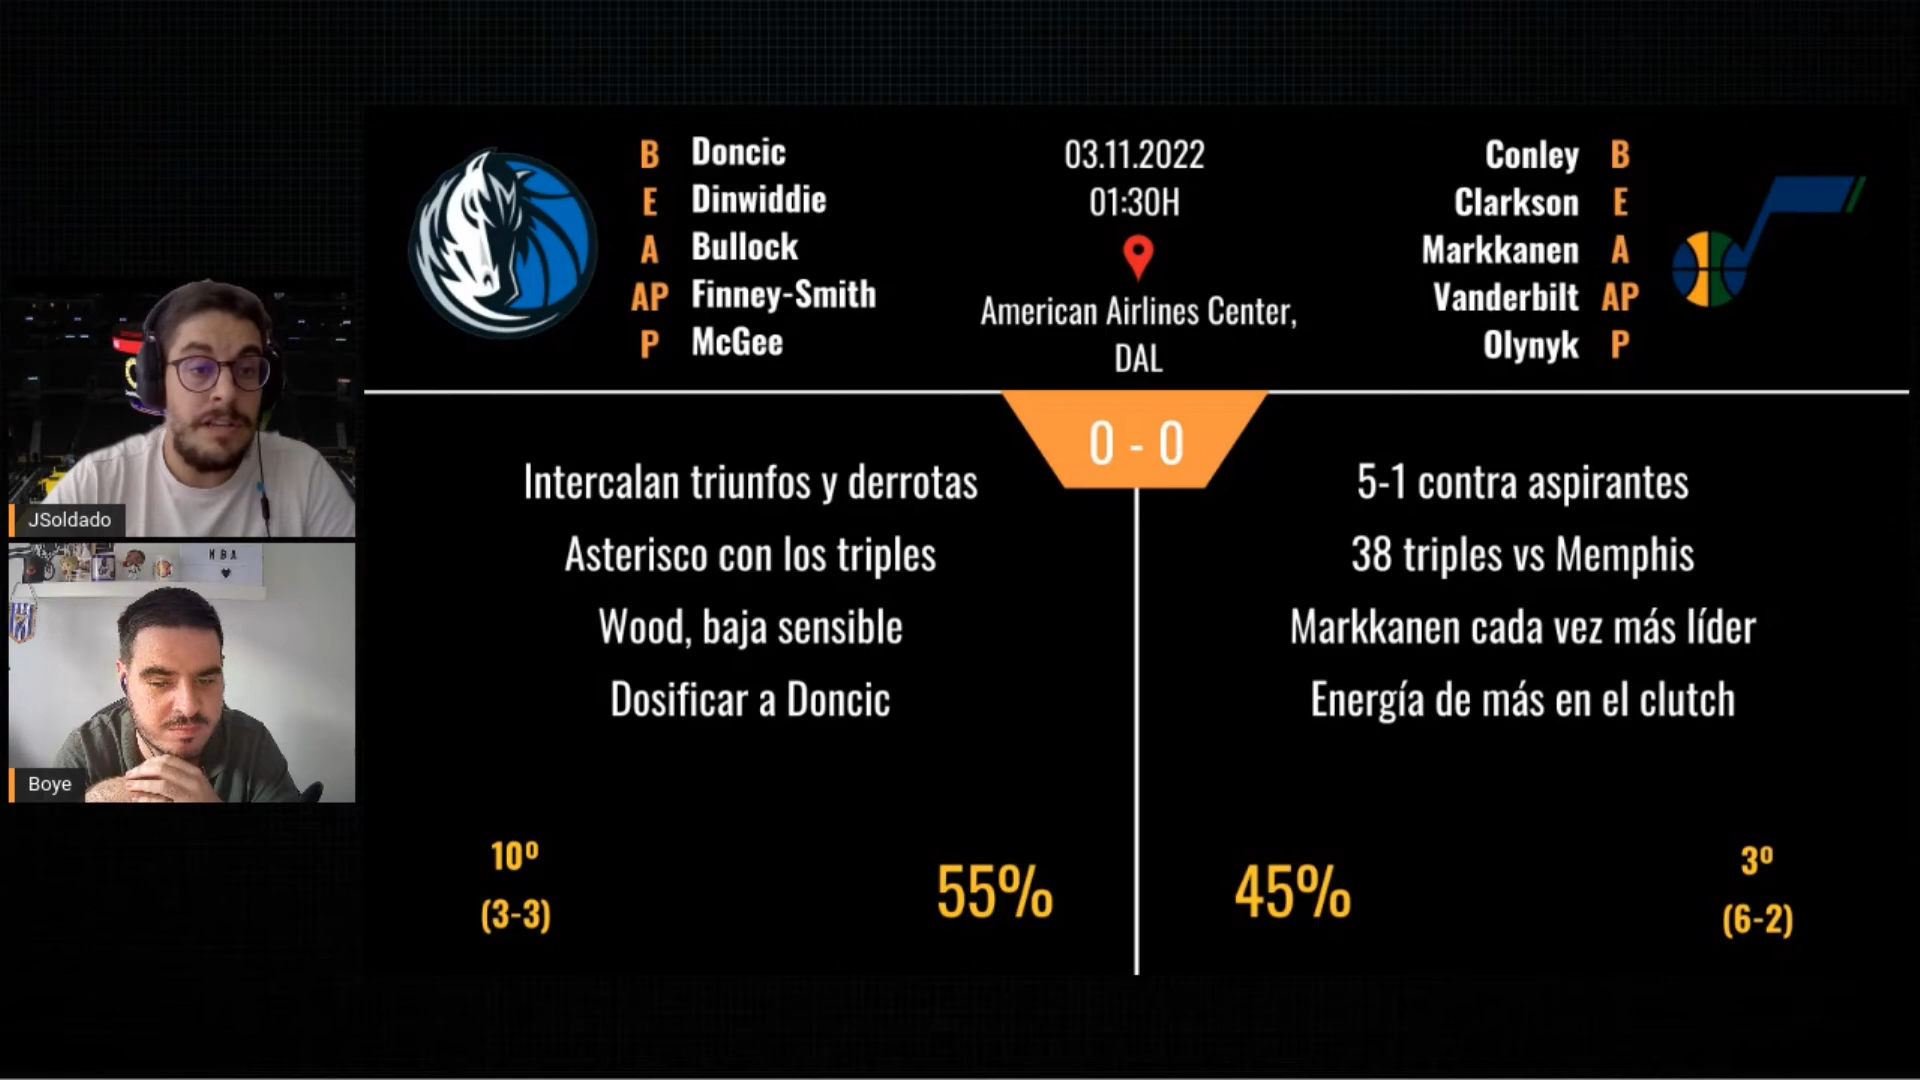 B Doncic
E Dinwiddie
A Bullock
AP Finney-Smith
P McGee
03.11.2022
01:30H
American Airlines Center,
DAL
Conley B
Clarkson E
Markkanen A
Vanderbilt AP
Olynyk P
0 - 0
Intercalan triunfos y derrotas
Asterisco con los triples
Wood, baja sensible
Dosificar a Doncic
5-1 contra aspirantes
38 triples vs Memphis
Markkanen cada vez más líder
Energía de más en el clutch
10º
(3-3)
55%
45%
3º
(6-2)
JSoldado
NBA
Boye